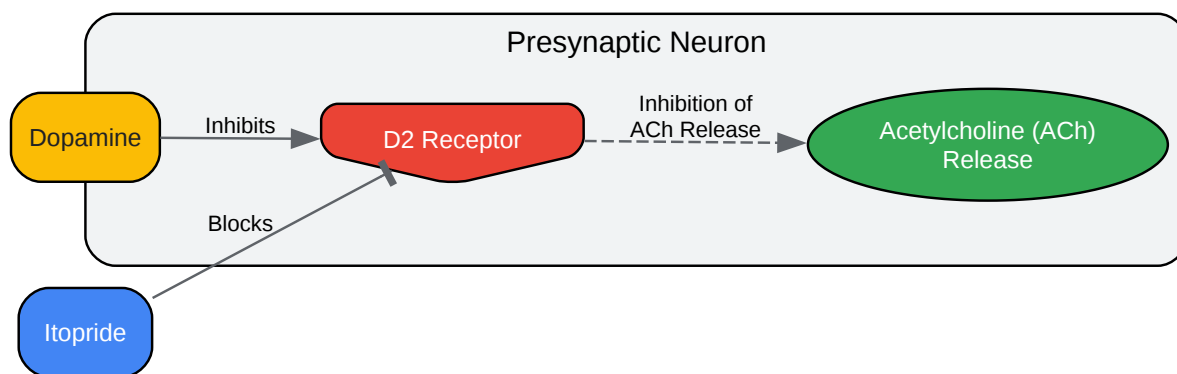 Presynaptic Neuron
Dopamine
Inhibits
D2 Receptor
Inhibition of
ACh Release
Acetylcholine (ACh)
Release
Blocks
Itopride